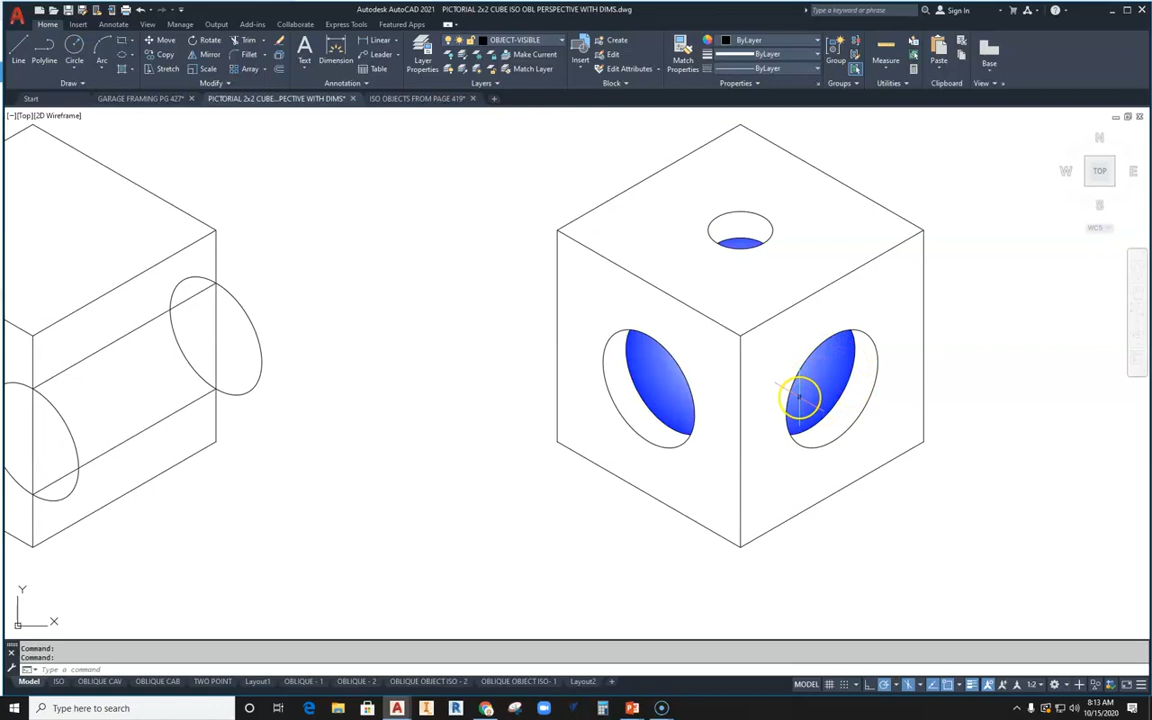 Autodesk AutoCAD 2021 PICTORIAL 2x2 CUBE ISO OBL PERSPECTIVE WITH DIMS.dwg
Type a keyword or phrase
Sign In
Home Insert Annotate Parametric View Manage Output Add-ins Collaborate Express Tools Featured Apps
Line Polyline Circle Arc
Move Rotate Trim
Copy Mirror Fillet
Stretch Scale Array
Text Dimension
Linear
Leader
Table
Layer Properties
OBJECT-VISIBLE
Make Current
Match Layer
Insert
Create
Edit
Edit Attributes
Match Properties
ByLayer
ByLayer
ByLayer
Group
Measure
Paste
Base
Draw Modify Annotation Layers Block Properties Groups Utilities Clipboard View
Start GARAGE FRAMING PG 427* PICTORIAL 2x2 CUBE...PECTIVE WITH DIMS* ISO OBJECTS FROM PAGE 419*
[−][Top][2D Wireframe]
N
W TOP E
S
WCS
Y
X
Command:
Command:
Type a command
Model ISO OBLIQUE CAV OBLIQUE CAB TWO POINT Layout1 OBLIQUE - 1 OBLIQUE - 2 OBLIQUE OBJECT ISO - 2 OBLIQUE OBJECT ISO- 1 Layout2
MODEL 1:2
Type here to search
8:13 AM
10/15/2020